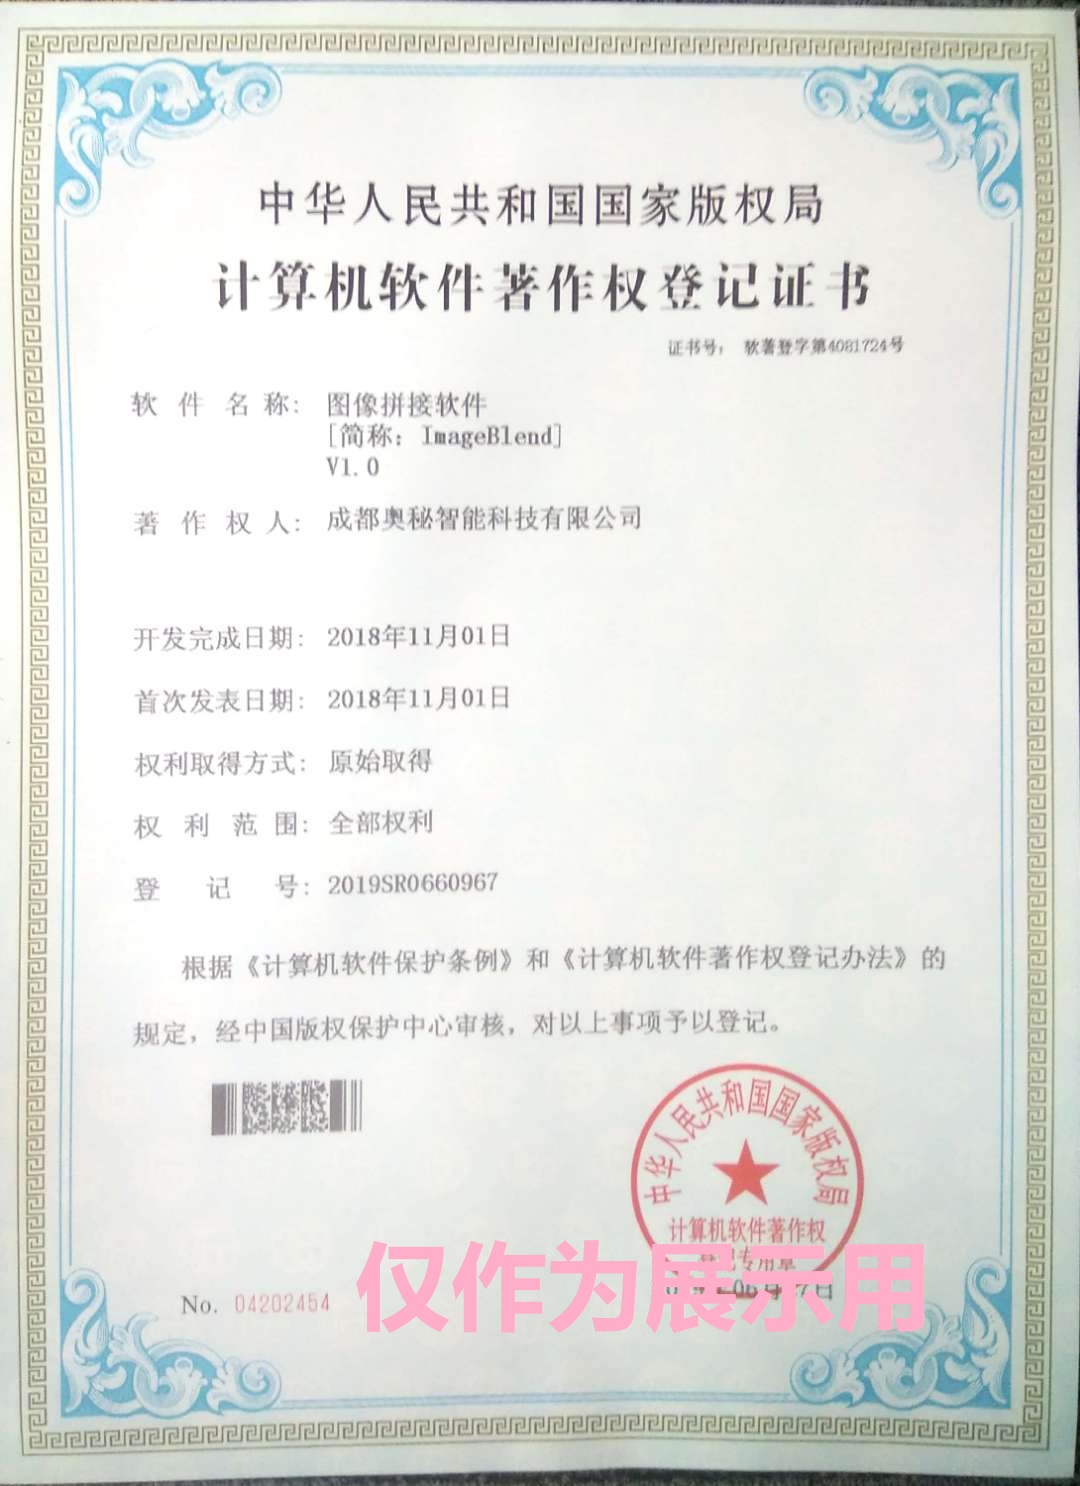 中华人民共和国国家版权局
计算机软件著作权登记证书
证书号： 软著登字第4081724号
软件名称： 图像拼接软件
[简称：ImageBlend]
V1.0
著作权人： 成都奥秘智能科技有限公司
开发完成日期： 2018年11月01日
首次发表日期： 2018年11月01日
权利取得方式： 原始取得
权利范围： 全部权利
登记号： 2019SR0660967
根据《计算机软件保护条例》和《计算机软件著作权登记办法》的
规定，经中国版权保护中心审核，对以上事项予以登记。
中华人民共和国国家版权局
计算机软件著作权
登记专用章
No. 04202454
仅作为展示用